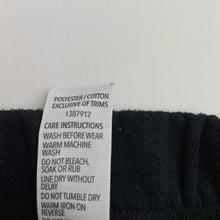 POLYESTER/COTTON
EXCLUSIVE OF TRIMS
1387912
CARE INSTRUCTIONS
WASH BEFORE WEAR
WARM MACHINE
WASH
DO NOT BLEACH,
SOAK OR RUB
LINE DRY WITHOUT
DELAY
DO NOT TUMBLE DRY
WARM IRON ON
REVERSE